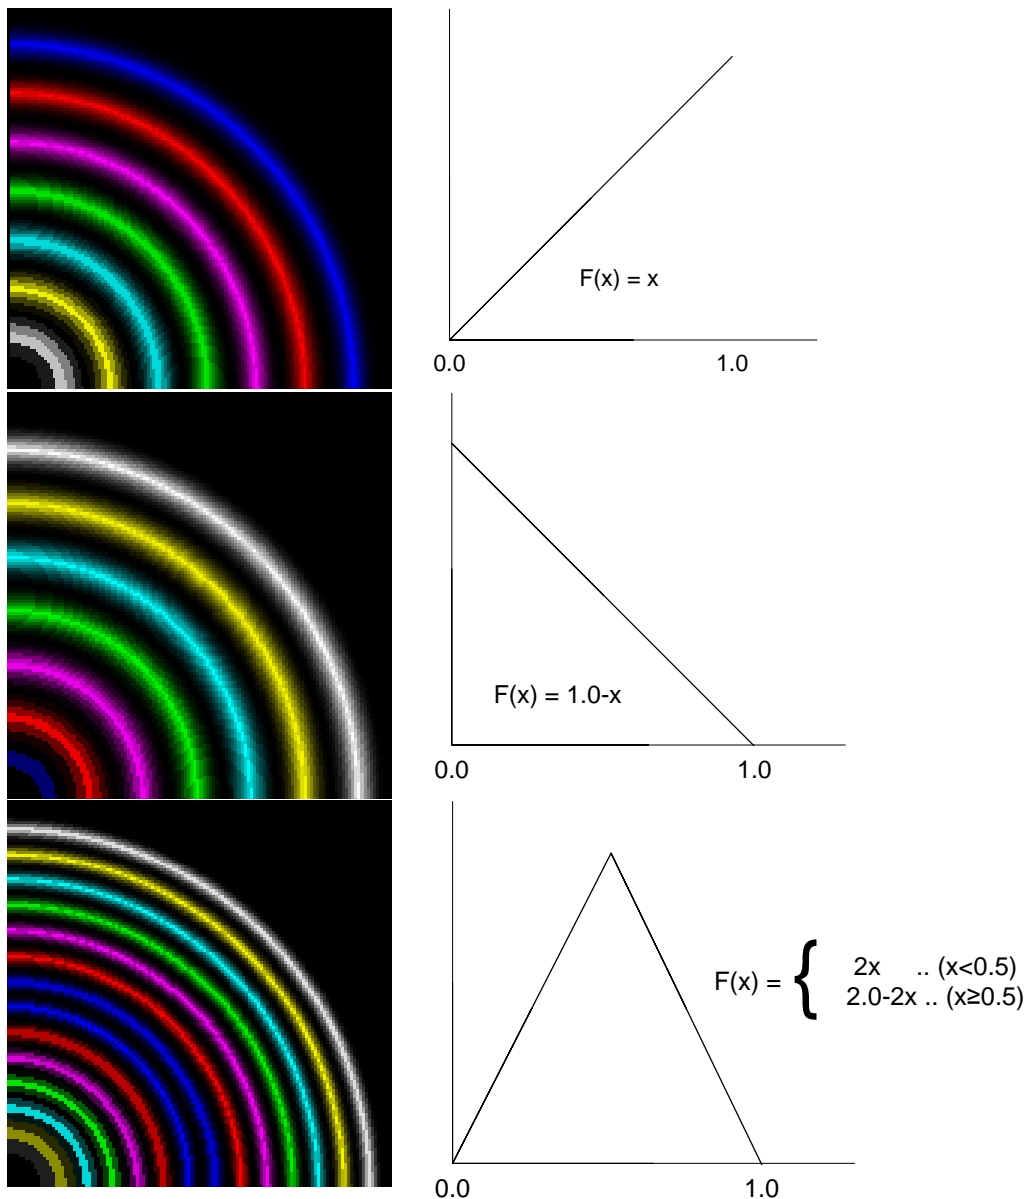 F(x) = x
0.0 1.0
F(x) = 1.0-x
0.0 1.0
F(x) = { 2x .. (x<0.5)
2.0-2x .. (x≥0.5)
0.0 1.0